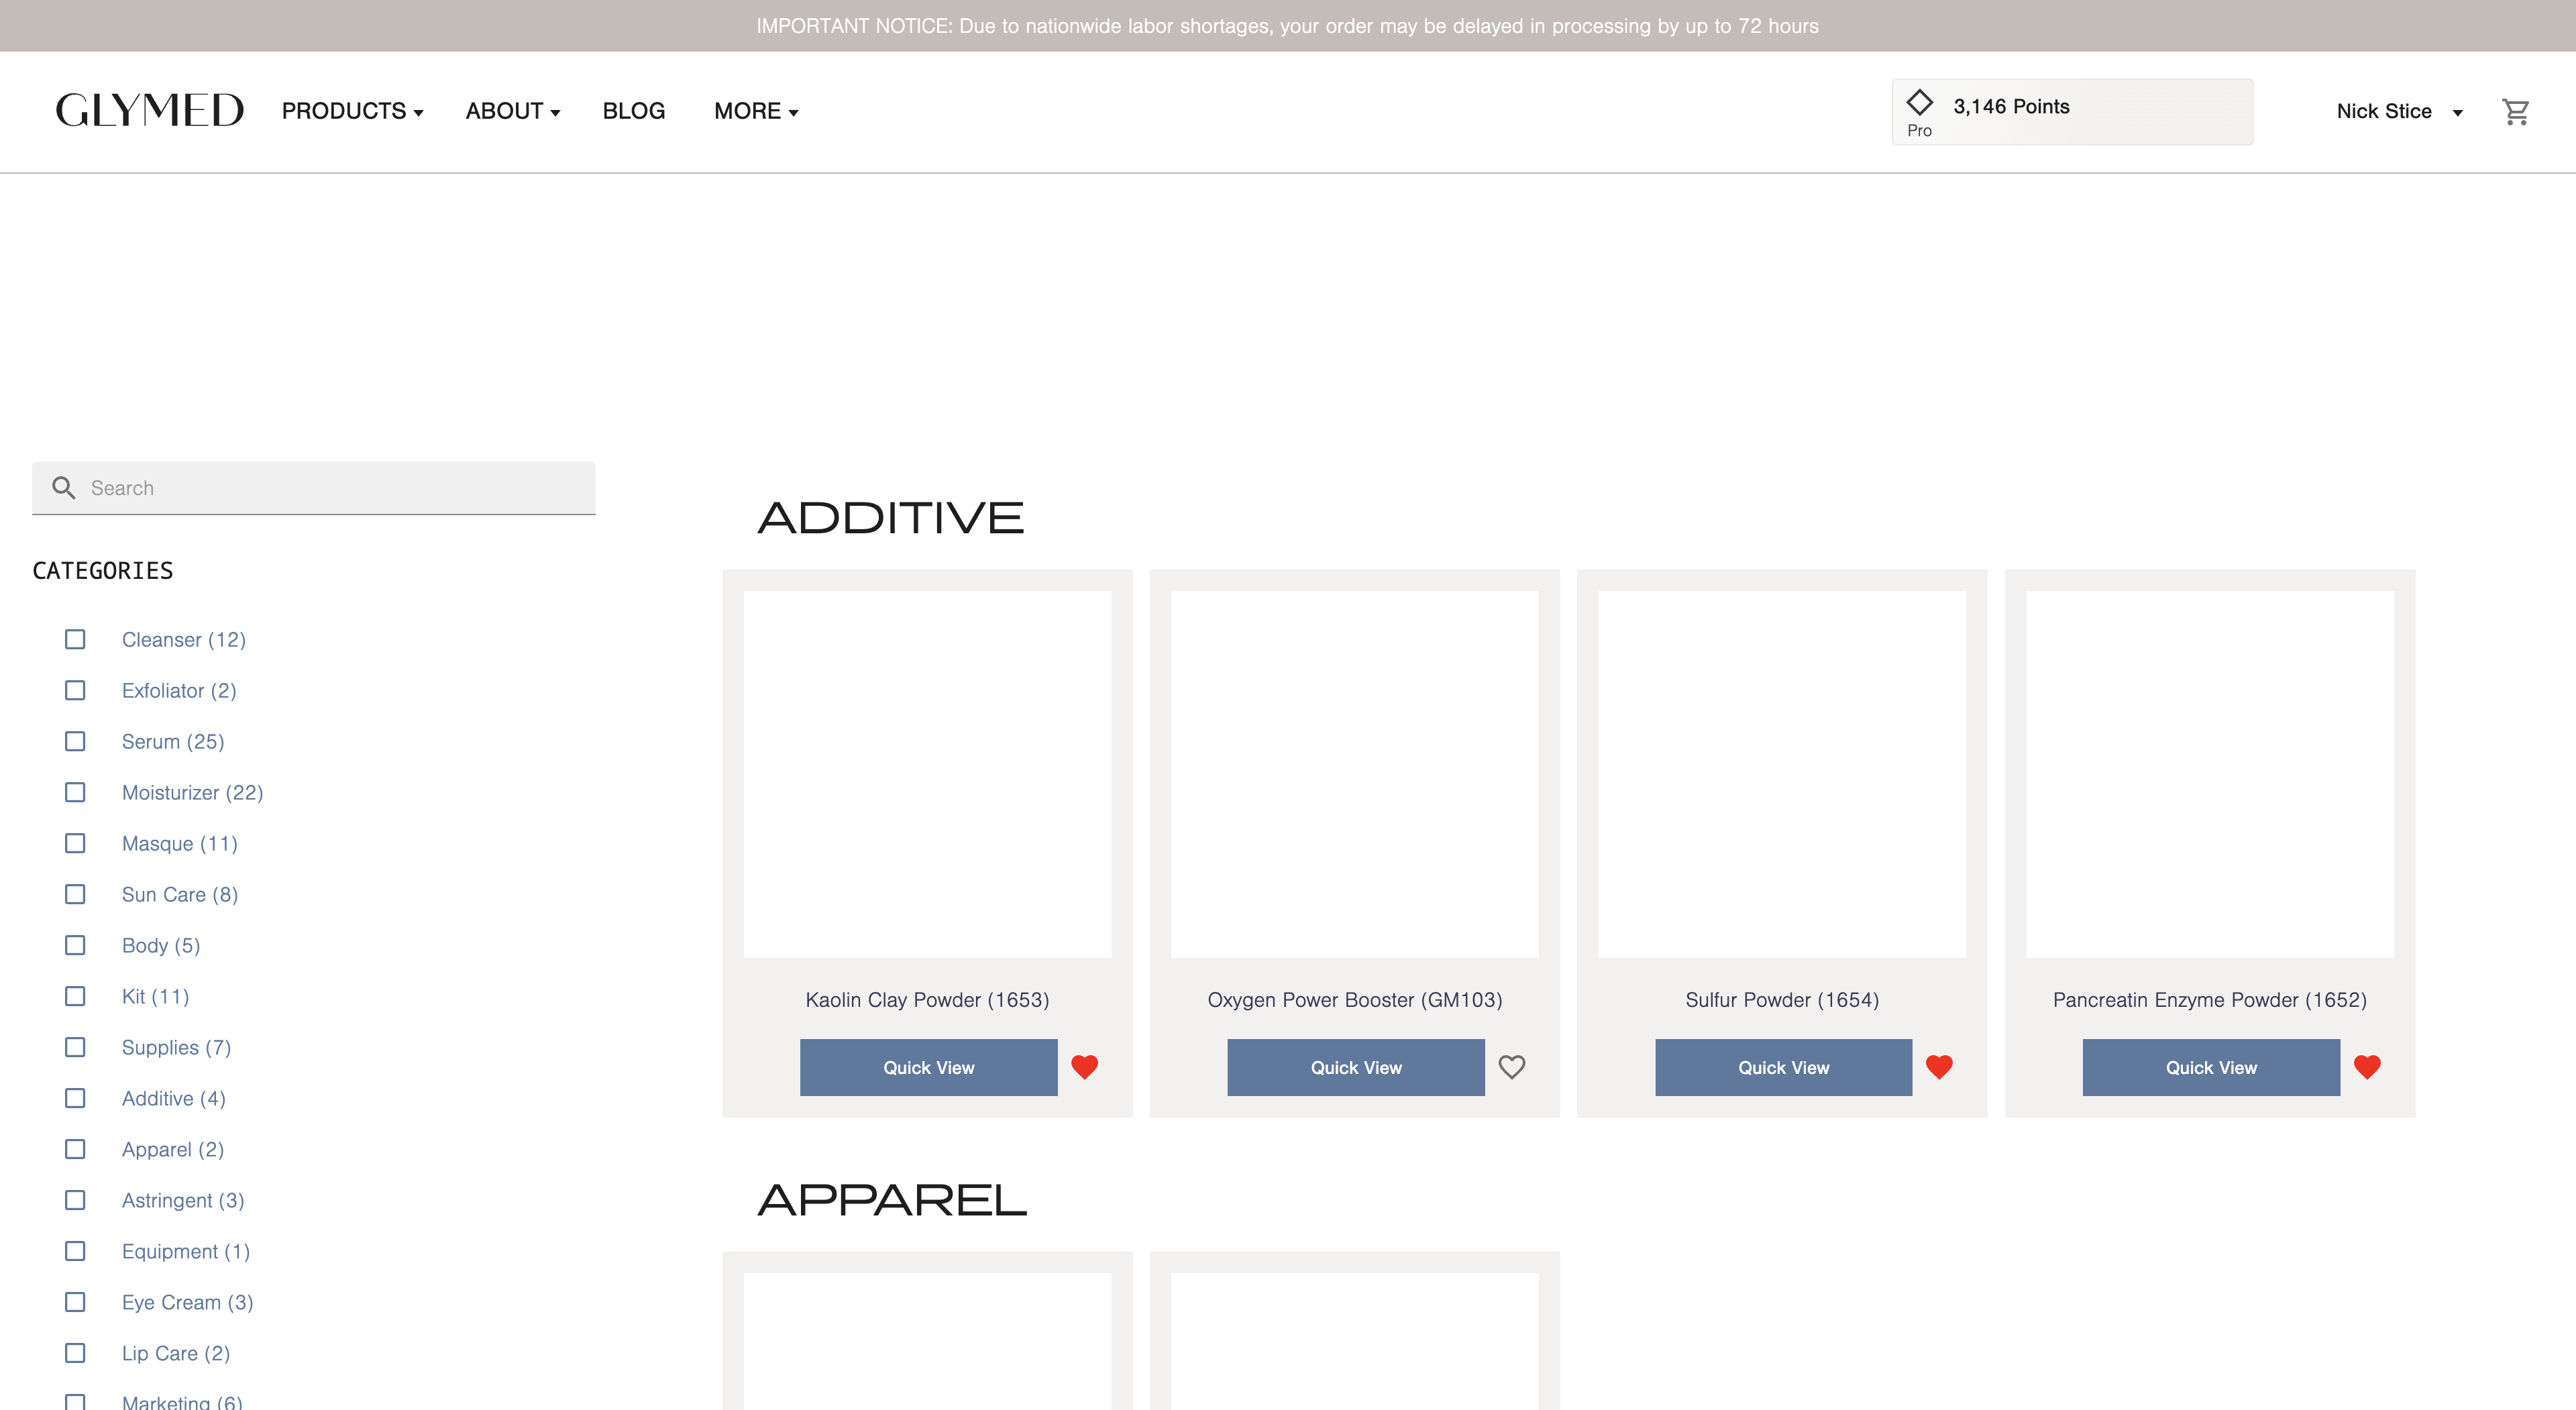 IMPORTANT NOTICE: Due to nationwide labor shortages, your order may be delayed in processing by up to 72 hours
GLYMED
PRODUCTS
ABOUT
BLOG
MORE
Pro
3,146 Points
Nick Stice
Search
CATEGORIES
Cleanser (12)
Exfoliator (2)
Serum (25)
Moisturizer (22)
Masque (11)
Sun Care (8)
Body (5)
Kit (11)
Supplies (7)
Additive (4)
Apparel (2)
Astringent (3)
Equipment (1)
Eye Cream (3)
Lip Care (2)
Marketing (6)
ADDITIVE
Kaolin Clay Powder (1653)
Quick View
Oxygen Power Booster (GM103)
Quick View
Sulfur Powder (1654)
Quick View
Pancreatin Enzyme Powder (1652)
Quick View
APPAREL